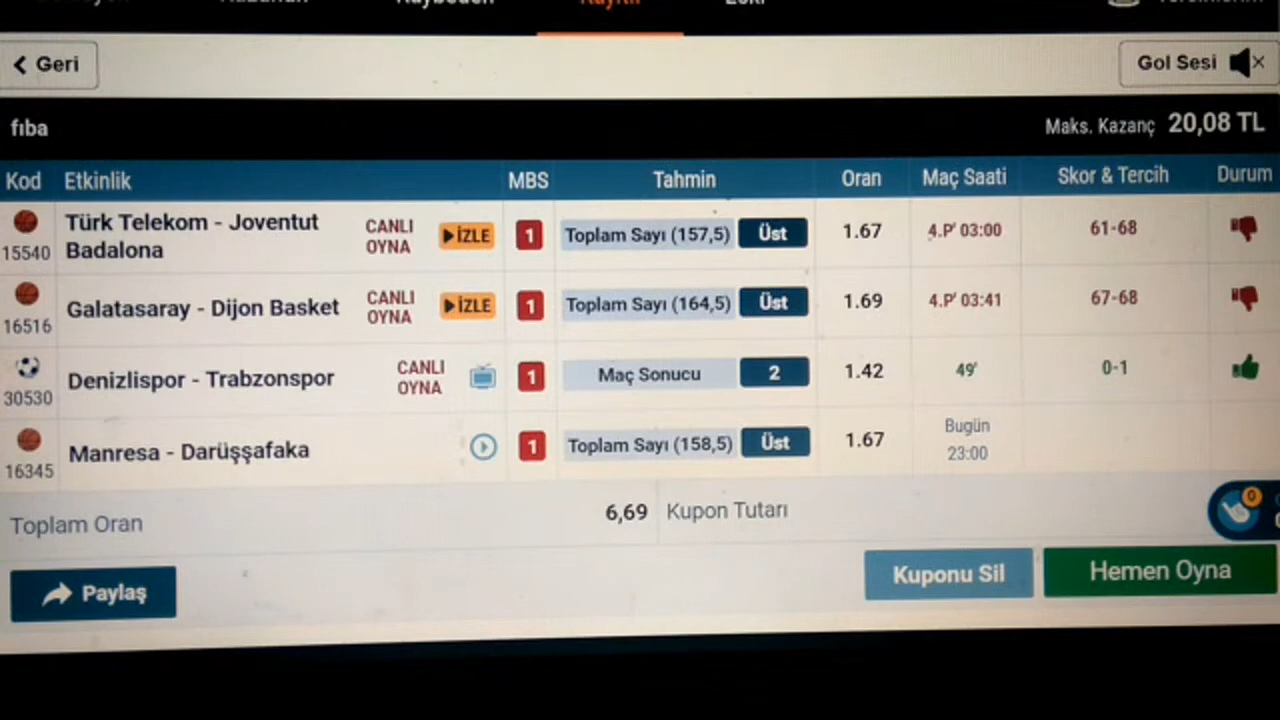 Kayıtlı
< Geri
Gol Sesi
fıba
Maks. Kazanç 20,08 TL
Kod Etkinlik MBS Tahmin Oran Maç Saati Skor & Tercih Durum
15540 Türk Telekom - Joventut Badalona CANLI OYNA İZLE 1 Toplam Sayı (157,5) Üst 1.67 4.P' 03:00 61-68
16516 Galatasaray - Dijon Basket CANLI OYNA İZLE 1 Toplam Sayı (164,5) Üst 1.69 4.P' 03:41 67-68
30530 Denizlispor - Trabzonspor CANLI OYNA 1 Maç Sonucu 2 1.42 49' 0-1
16345 Manresa - Darüşşafaka 1 Toplam Sayı (158,5) Üst 1.67 Bugün 23:00
Toplam Oran 6,69 Kupon Tutarı
0
Paylaş
Kuponu Sil
Hemen Oyna